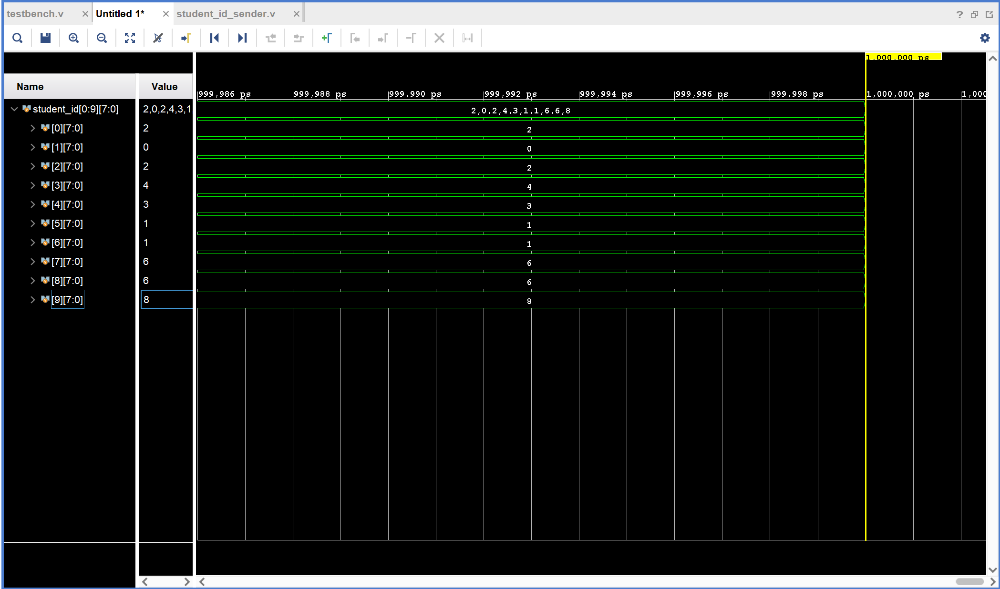 testbench.v Untitled 1* student_id_sender.v
1,000,000 ps
Name Value
999,986 ps 999,988 ps 999,990 ps 999,992 ps 999,994 ps 999,996 ps 999,998 ps 1,000,000 ps 1,000
student_id[0:9][7:0] 2,0,2,4,3,1 2,0,2,4,3,1,1,6,6,8
[0][7:0] 2 2
[1][7:0] 0 0
[2][7:0] 2 2
[3][7:0] 4 4
[4][7:0] 3 3
[5][7:0] 1 1
[6][7:0] 1 1
[7][7:0] 6 6
[8][7:0] 6 6
[9][7:0] 8 8